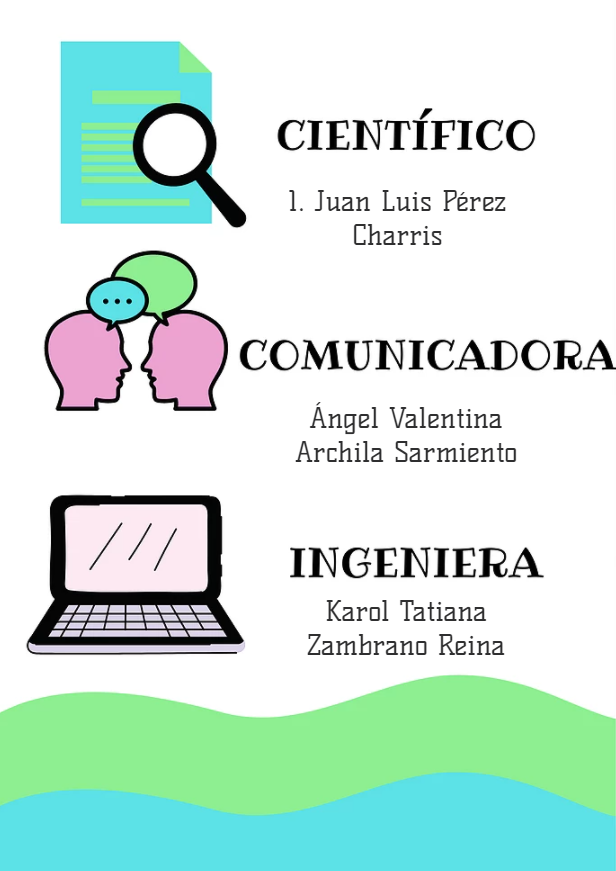 CIENTÍFICO
1. Juan Luis Pérez
Charris
COMUNICADORA
Ángel Valentina
Archila Sarmiento
INGENIERA
Karol Tatiana
Zambrano Reina